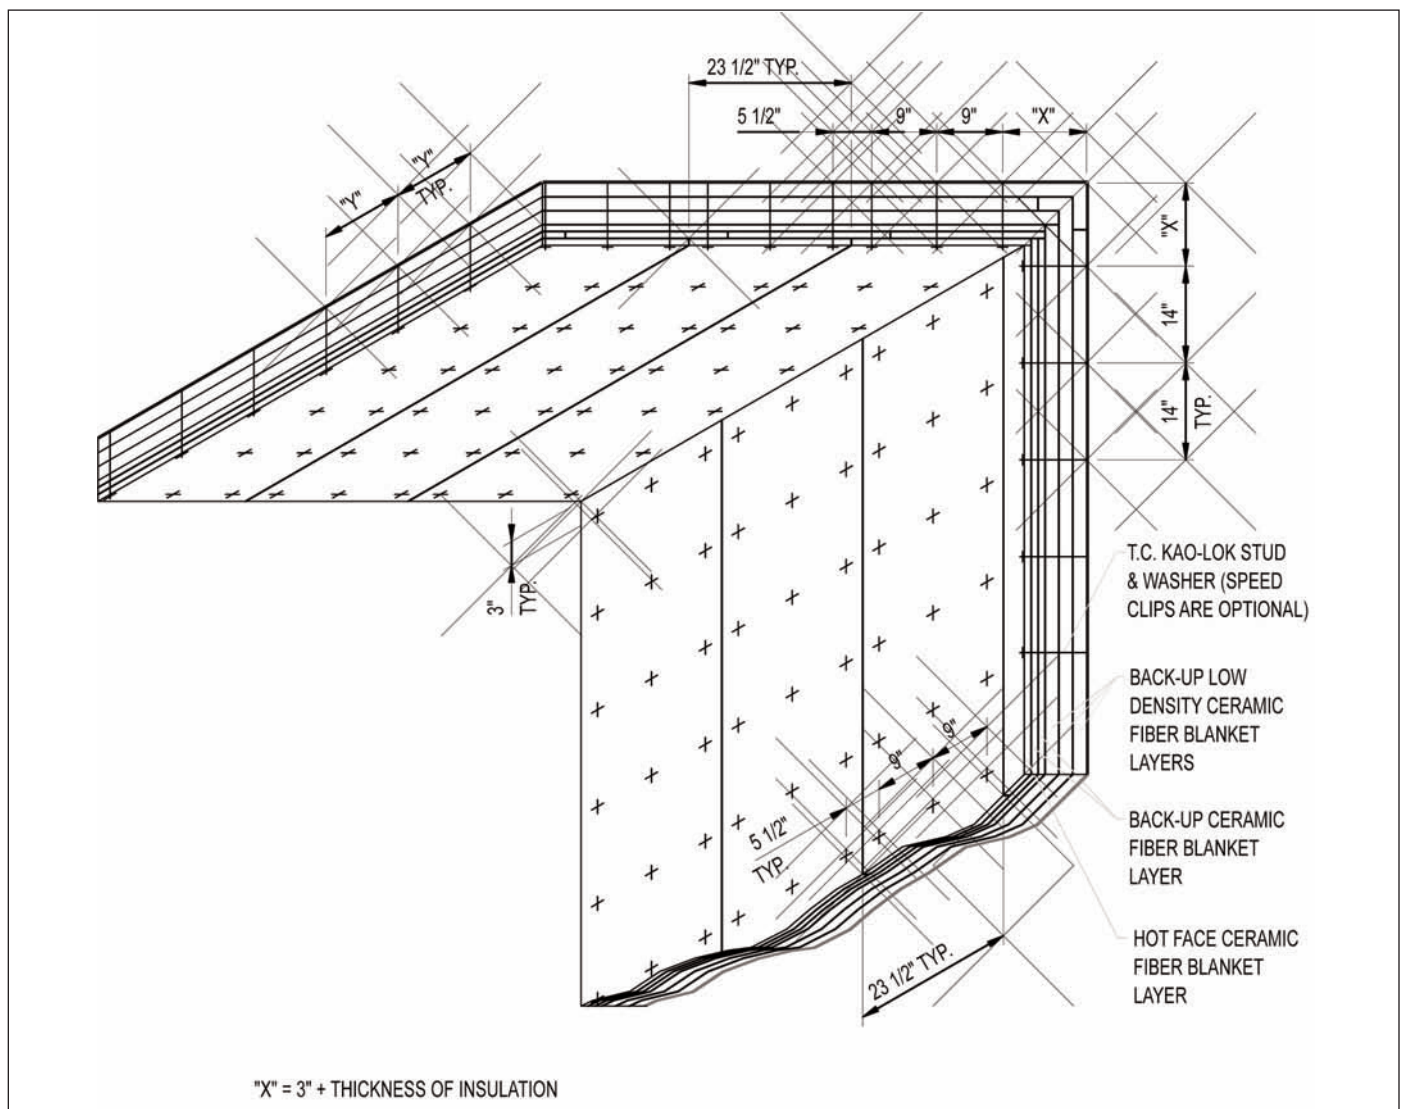 23 1/2" TYP.
5 1/2"
9"
9"
"X"
"Y"
"Y"
TYP.
"X"
14"
14"
TYP.
3"
TYP.
T.C. KAO-LOK STUD
& WASHER (SPEED
CLIPS ARE OPTIONAL)
BACK-UP LOW
DENSITY CERAMIC
FIBER BLANKET
LAYERS
9"
9"
5 1/2"
TYP.
BACK-UP CERAMIC
FIBER BLANKET
LAYER
HOT FACE CERAMIC
FIBER BLANKET
LAYER
23 1/2" TYP.
"X" = 3" + THICKNESS OF INSULATION